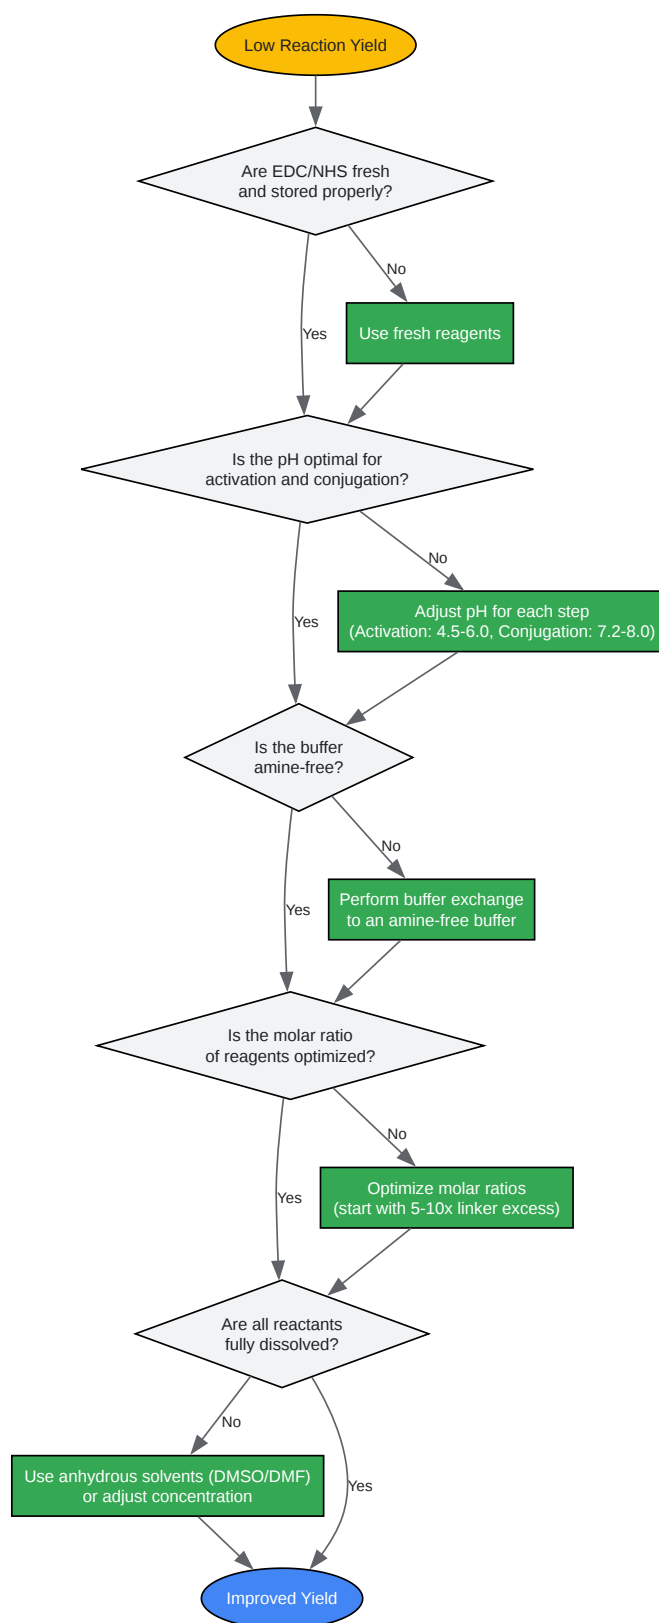 Low Reaction Yield
Are EDC/NHS fresh
and stored properly?
No
Yes
Use fresh reagents
Is the pH optimal for
activation and conjugation?
No
Yes
Adjust pH for each step
(Activation: 4.5-6.0, Conjugation: 7.2-8.0)
Is the buffer
amine-free?
No
Yes
Perform buffer exchange
to an amine-free buffer
Is the molar ratio
of reagents optimized?
No
Yes
Optimize molar ratios
(start with 5-10x linker excess)
Are all reactants
fully dissolved?
No
Use anhydrous solvents (DMSO/DMF)
or adjust concentration
Yes
Improved Yield